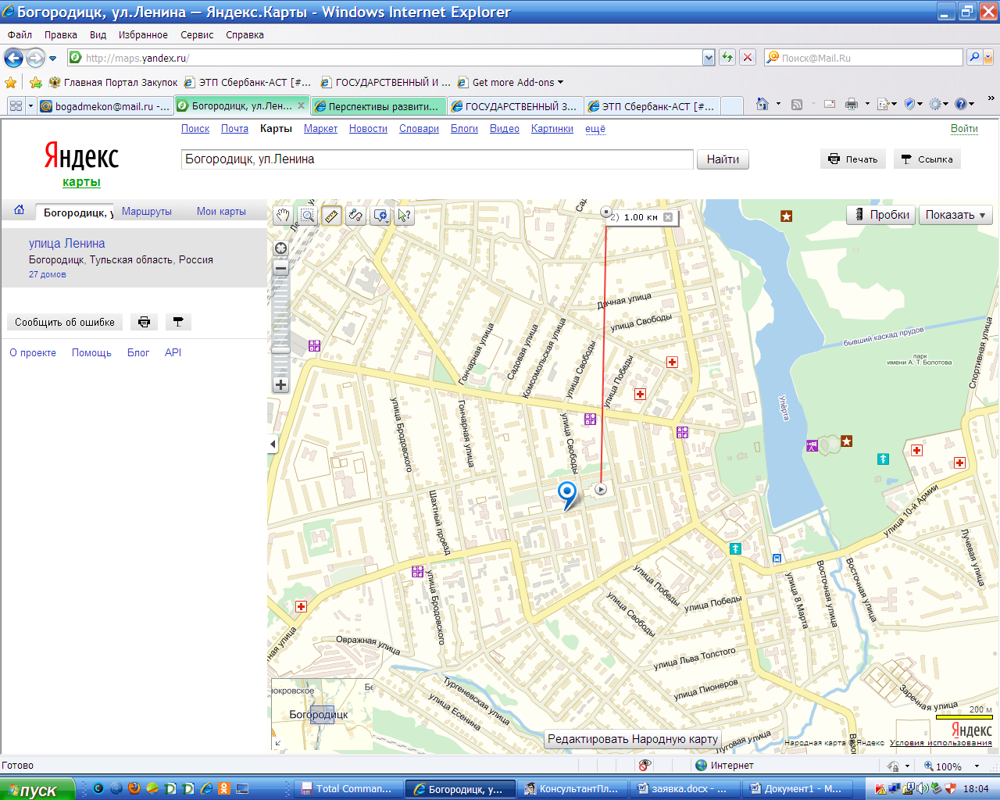 Богородицк, ул.Ленина — Яндекс.Карты - Windows Internet Explorer
Файл Правка Вид Избранное Сервис Справка
http://maps.yandex.ru/
Поиск@Mail.Ru
Главная Портал Закупок ЭТП Сбербанк-АСТ [#... ГОСУДАРСТВЕННЫЙ И ... Get more Add-ons
bogadmekon@mail.ru -... Богородицк, ул.Лен... Перспективы развити... ГОСУДАРСТВЕННЫЙ З... ЭТП Сбербанк-АСТ [#...
Поиск Почта Карты Маркет Новости Словари Блоги Видео Картинки ещё
Войти
Яндекс
карты
Богородицк, ул.Ленина
Найти
Печать
Ссылка
Богородицк, у
Маршруты
Мои карты
улица Ленина
Богородицк, Тульская область, Россия
27 домов
Сообщить об ошибке
О проекте Помощь Блог API
2) 1.00 км
Пробки
Показать
Дачная улица
улица Свободы
Гончарная улица
Садовая улица
Комсомольская улица
улица Свободы
улица Победы
бывший каскад прудов
парк
имени А. Т. Болотова
Спортивная улица
Упёрта
улица Бродовского
Гончарная улица
улица Свободы
Шахтный проезд
улица 10-й Армии
Лучевая улица
улица Бродовского
улица Победы
улица Свободы
улица Победы
улица 8 Марта
Восточная улица
Восточная улица
Овражная улица
улица Льва Толстого
улица Пионеров
Заречная улица
Тургеневская улица
улица Есенина
Луговая улица
покровское
Бе
Богородицк
Редактировать Народную карту
200 м
Яндекс
Народная карта © Яндекс Условия использования
Готово
Интернет
100%
пуск
Total Comman...
Богородицк, у...
КонсультантПл...
заявка.docx - ...
Документ1 - M...
18:04